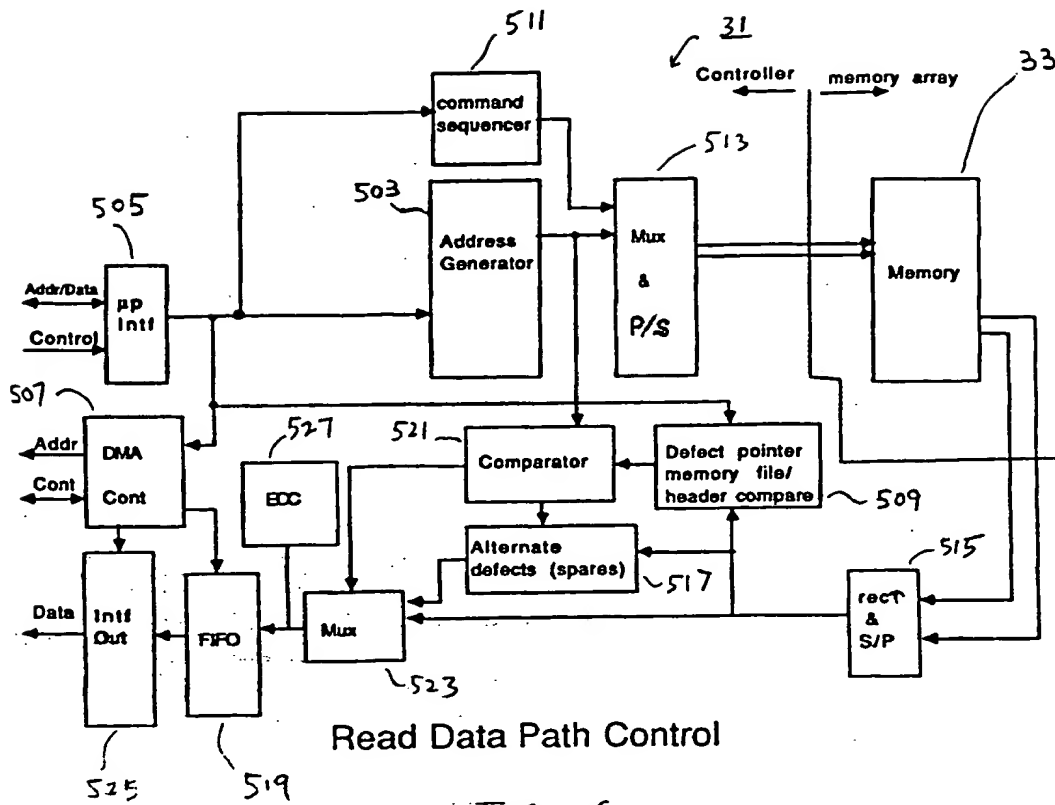 511
31
33
Controller
memory array
command
sequencer
513
503
505
Address
Generator
Mux
&
P/S
Memory
Addr/Data
μp
Intf
Control
507
527
521
Addr
DMA
Comparator
Defect pointer
memory file/
header compare
Cont
Cont
ECC
509
Alternate
defects (spares)
515
517
Data
Intf
Out
FIFO
Mux
rec'r
&
S/P
523
Read Data Path Control
525
519